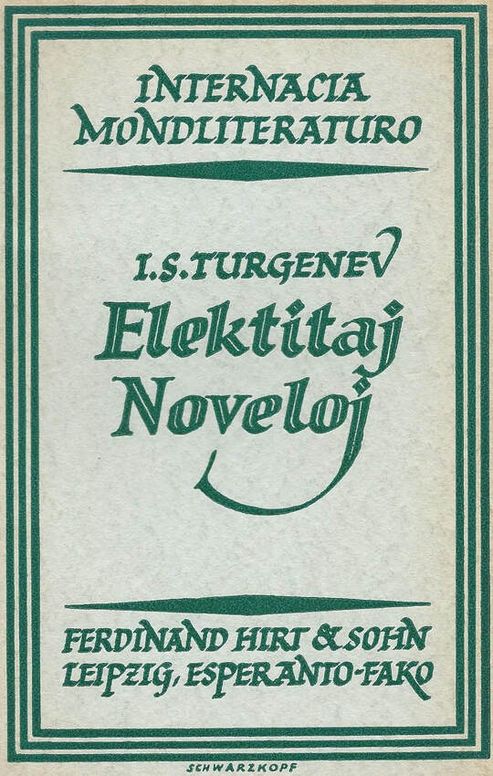 INTERNACIA
MONDLITERATURO
I.S.TURGENEV
Elektitaj
Noveloj
FERDINAND HIRT & SOHN
LEIPZIG, ESPERANTO-FAKO
SCHWARZKOPF